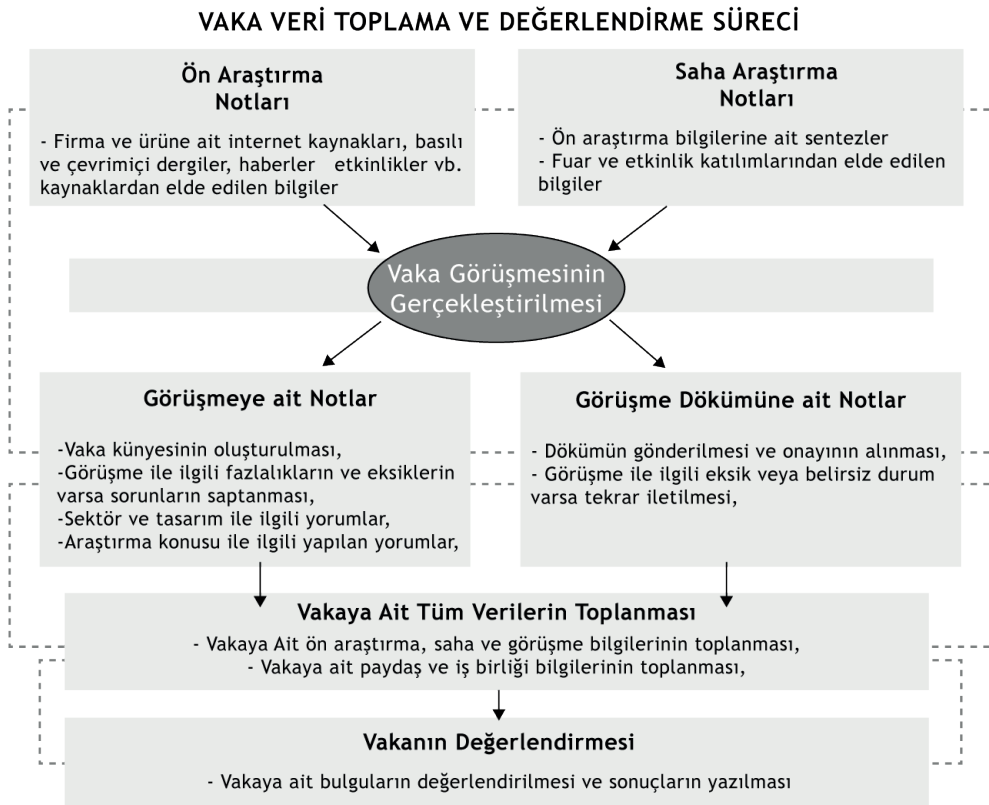 VAKA VERİ TOPLAMA VE DEĞERLENDİRME SÜRECİ
Ön Araştırma
Notları
- Firma ve ürüne ait internet kaynakları, basılı
ve çevrimiçi dergiler, haberler etkinlikler vb.
kaynaklardan elde edilen bilgiler
Saha Araştırma
Notları
- Ön araştırma bilgilerine ait sentezler
- Fuar ve etkinlik katılımlarından elde edilen
bilgiler
Vaka Görüşmesinin
Gerçekleştirilmesi
Görüşmeye ait Notlar
-Vaka künyesinin oluşturulması,
-Görüşme ile ilgili fazlalıkların ve eksiklerin
varsa sorunların saptanması,
-Sektör ve tasarım ile ilgili yorumlar,
-Araştırma konusu ile ilgili yapılan yorumlar,
Görüşme Dökümüne ait Notlar
- Dökümün gönderilmesi ve onayının alınması,
- Görüşme ile ilgili eksik veya belirsiz durum
varsa tekrar iletilmesi,
Vakaya Ait Tüm Verilerin Toplanması
- Vakaya Ait ön araştırma, saha ve görüşme bilgilerinin toplanması,
- Vakaya ait paydaş ve iş birliği bilgilerinin toplanması,
Vakanın Değerlendirmesi
- Vakaya ait bulguların değerlendirilmesi ve sonuçların yazılması